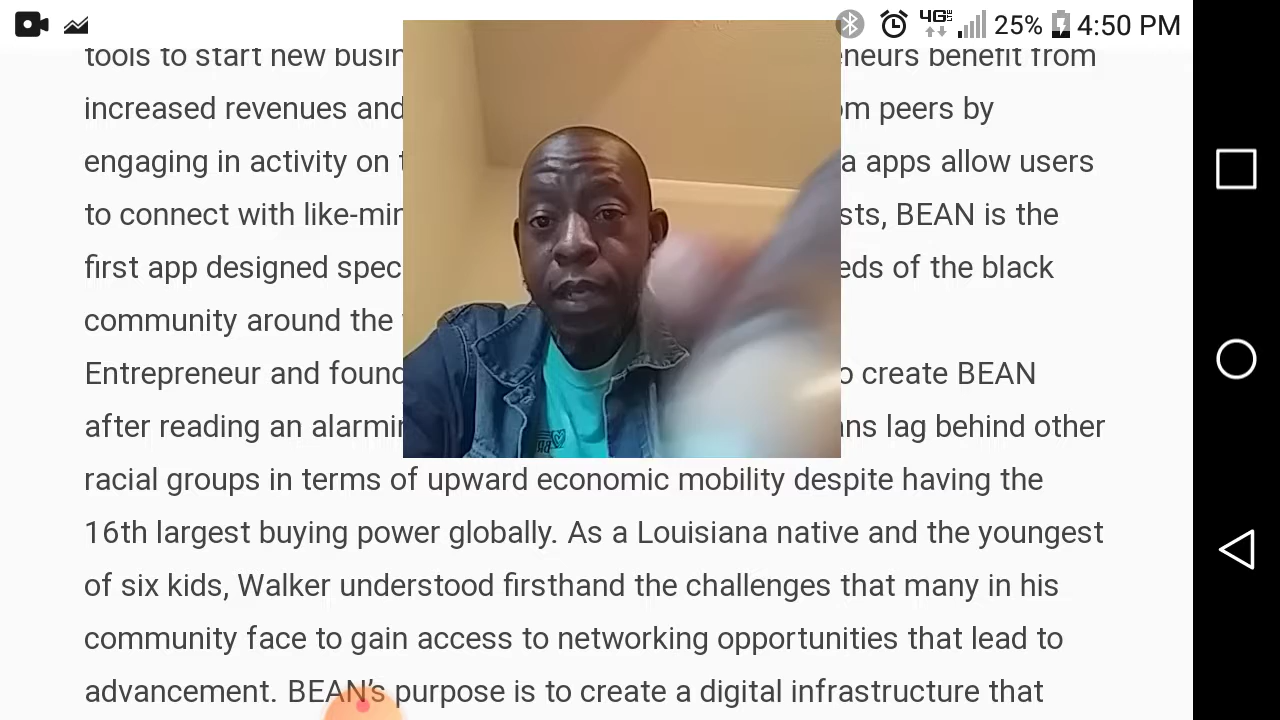 25% 4:50 PM
4G LTE
tools to start new busin eneurs benefit from
increased revenues and om peers by
engaging in activity on t a apps allow users
to connect with like-min sts, BEAN is the
first app designed spec eds of the black
community around the
Entrepreneur and found o create BEAN
after reading an alarmin ans lag behind other
racial groups in terms of upward economic mobility despite having the
16th largest buying power globally. As a Louisiana native and the youngest
of six kids, Walker understood firsthand the challenges that many in his
community face to gain access to networking opportunities that lead to
advancement. BEAN’s purpose is to create a digital infrastructure that